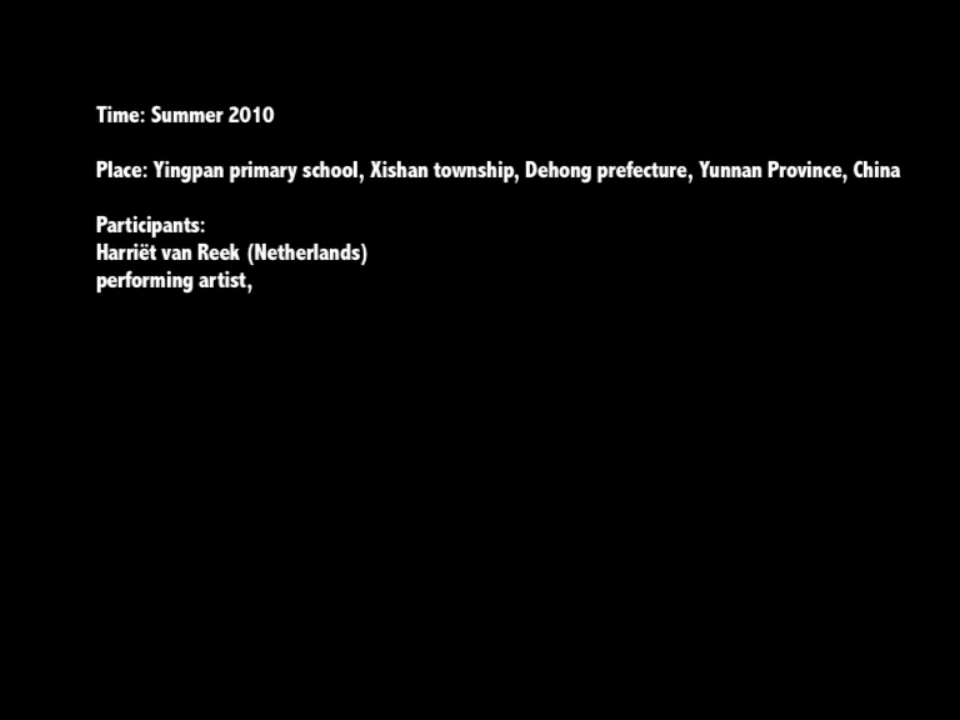 Time: Summer 2010
Place: Yingpan primary school, Xishan township, Dehong prefecture, Yunnan Province, China
Participants:
Harriët van Reek (Netherlands)
performing artist,